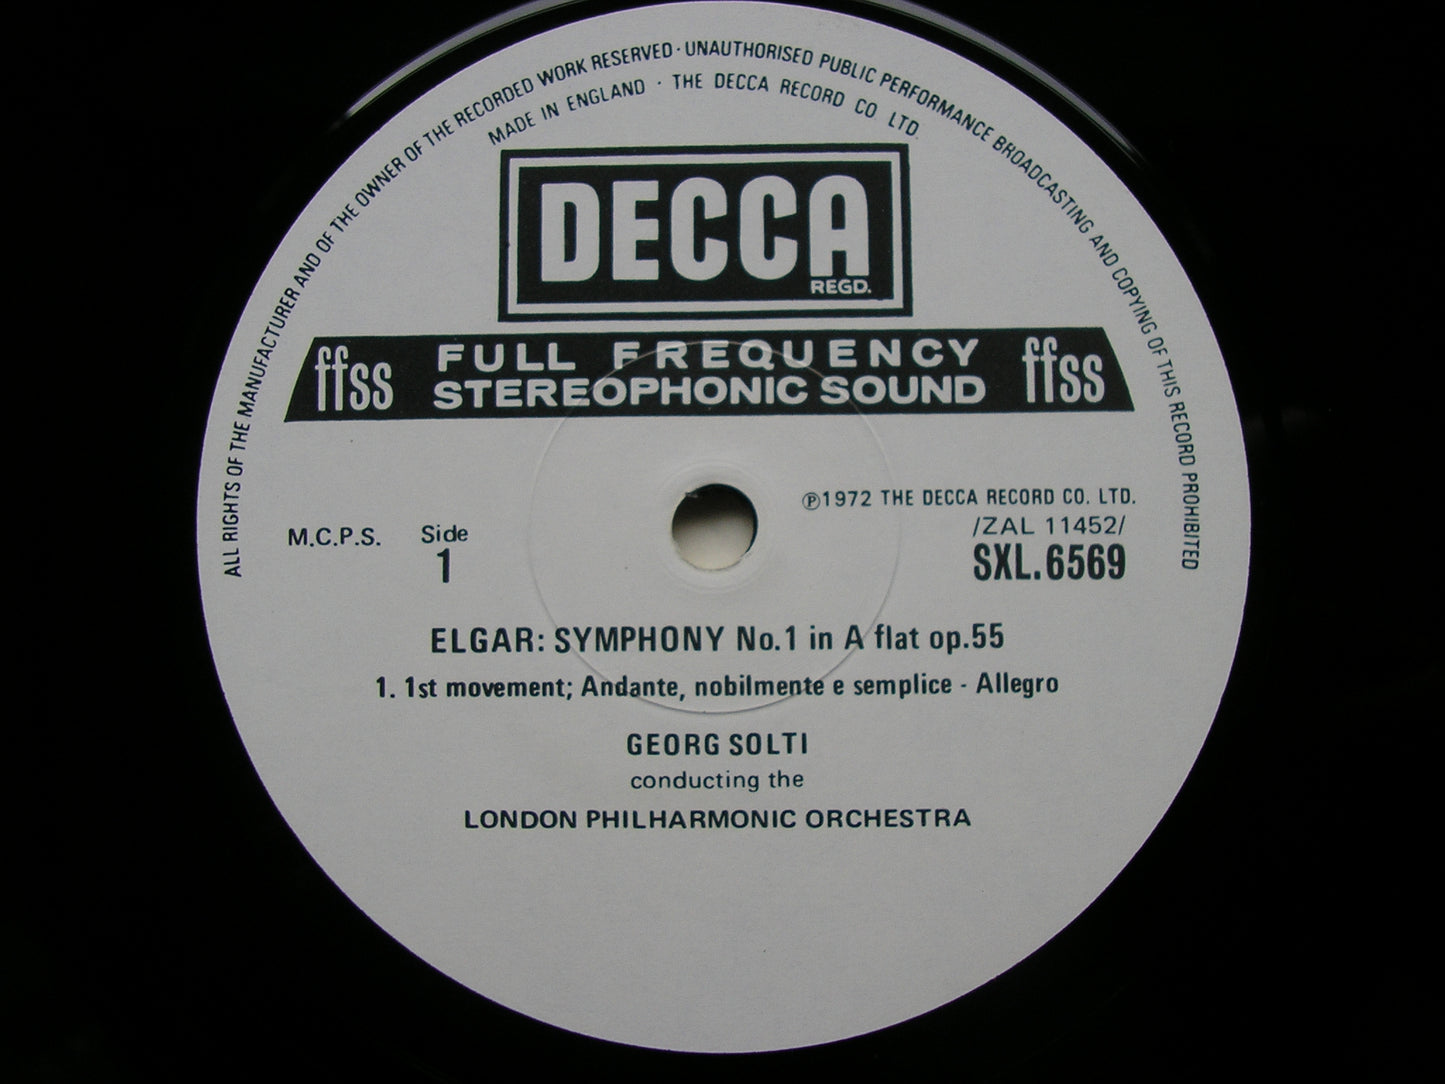 ALL RIGHTS OF THE MANUFACTURER AND OF THE OWNER OF THE RECORDED WORK RESERVED · UNAUTHORISED PUBLIC PERFORMANCE BROADCASTING AND COPYING OF THIS RECORD PROHIBITED
MADE IN ENGLAND · THE DECCA RECORD CO LTD.
DECCA
REGD.
ffss FULL FREQUENCY ffss
STEREOPHONIC SOUND
℗1972 THE DECCA RECORD CO. LTD.
M.C.P.S. Side /ZAL 11452/
1 SXL.6569
ELGAR: SYMPHONY No.1 in A flat op.55
1. 1st movement; Andante, nobilmente e semplice - Allegro
GEORG SOLTI
conducting the
LONDON PHILHARMONIC ORCHESTRA